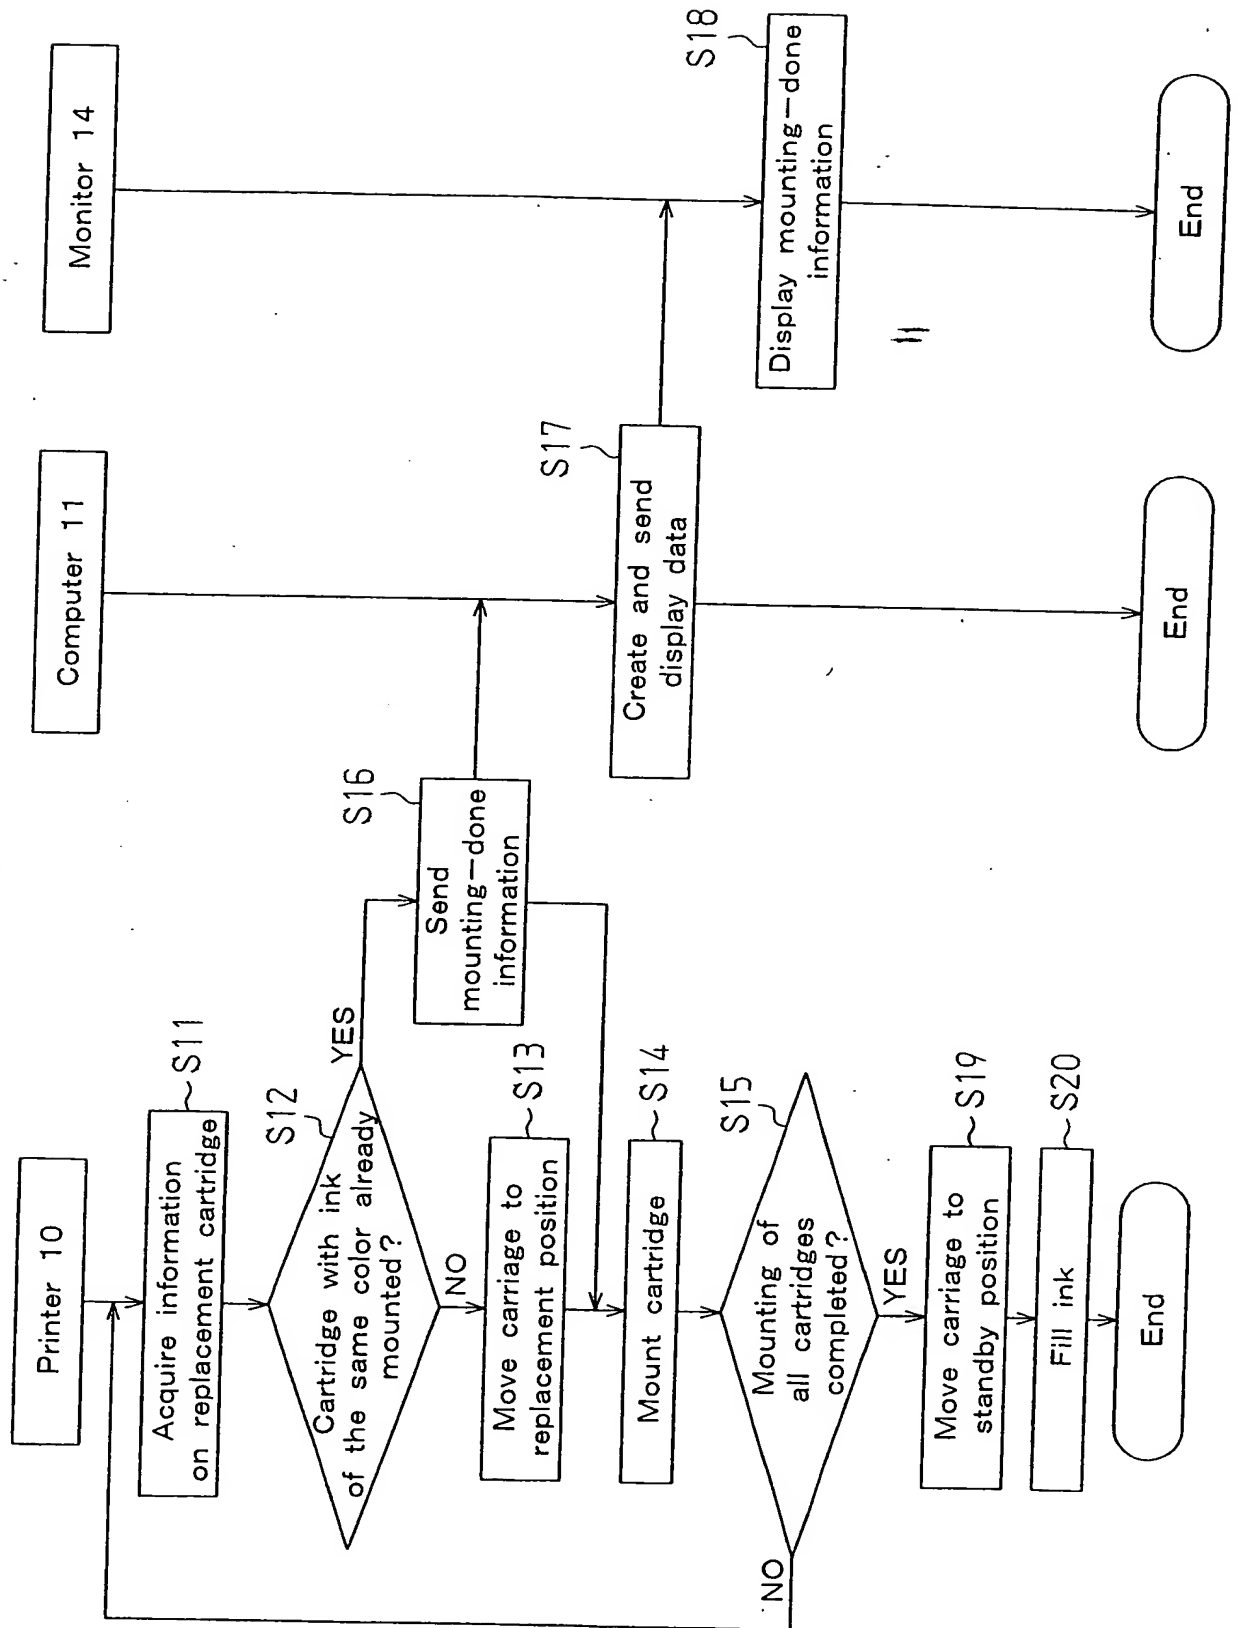 Printer 10
Acquire information
on replacement cartridge
S11
Cartridge with ink
of the same color already
mounted?
S12
YES
NO
Move carriage to
replacement position
S13
Mount cartridge
S14
Mounting of
all cartridges
completed?
S15
NO
YES
Move carriage to
standby position
S19
Fill ink
S20
End
Send
mounting—done
information
S16
Computer 11
Create and send
display data
S17
End
Monitor 14
Display mounting—done
information
S18
End